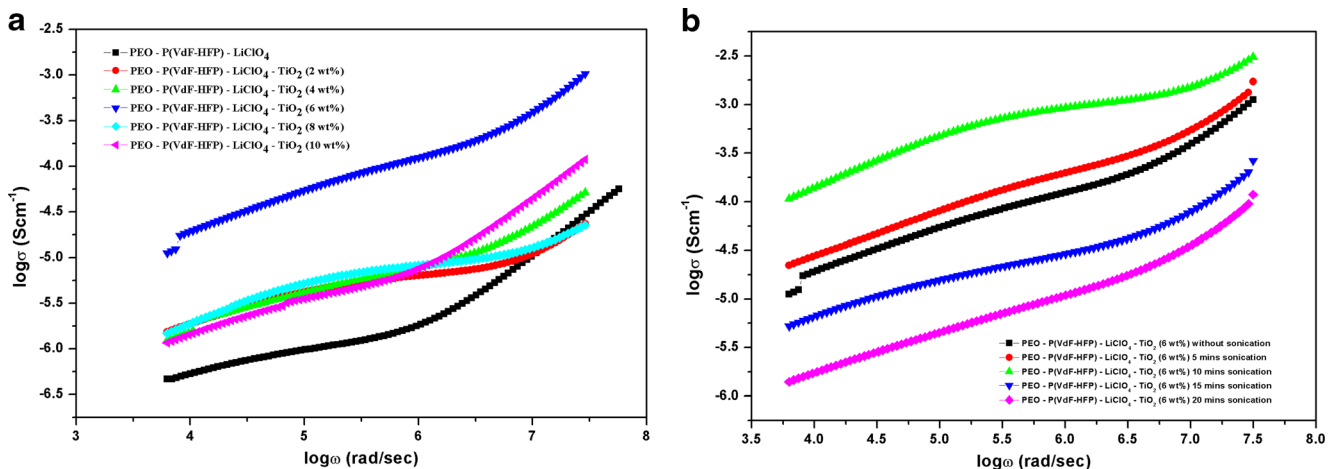 a
-2.5
-3.0
-3.5
-4.0
-4.5
-5.0
-5.5
-6.0
-6.5
logσ (Scm⁻¹)
PEO - P(VdF-HFP) - LiClO₄
PEO - P(VdF-HFP) - LiClO₄ - TiO₂ (2 wt%)
PEO - P(VdF-HFP) - LiClO₄ - TiO₂ (4 wt%)
PEO - P(VdF-HFP) - LiClO₄ - TiO₂ (6 wt%)
PEO - P(VdF-HFP) - LiClO₄ - TiO₂ (8 wt%)
PEO - P(VdF-HFP) - LiClO₄ - TiO₂ (10 wt%)
3 4 5 6 7 8
logω (rad/sec)
b
-2.5
-3.0
-3.5
-4.0
-4.5
-5.0
-5.5
-6.0
logσ (Scm⁻¹)
PEO - P(VdF-HFP) - LiClO₄ - TiO₂ (6 wt%) without sonication
PEO - P(VdF-HFP) - LiClO₄ - TiO₂ (6 wt%) 5 mins sonication
PEO - P(VdF-HFP) - LiClO₄ - TiO₂ (6 wt%) 10 mins sonication
PEO - P(VdF-HFP) - LiClO₄ - TiO₂ (6 wt%) 15 mins sonication
PEO - P(VdF-HFP) - LiClO₄ - TiO₂ (6 wt%) 20 mins sonication
3.5 4.0 4.5 5.0 5.5 6.0 6.5 7.0 7.5 8.0
logω (rad/sec)